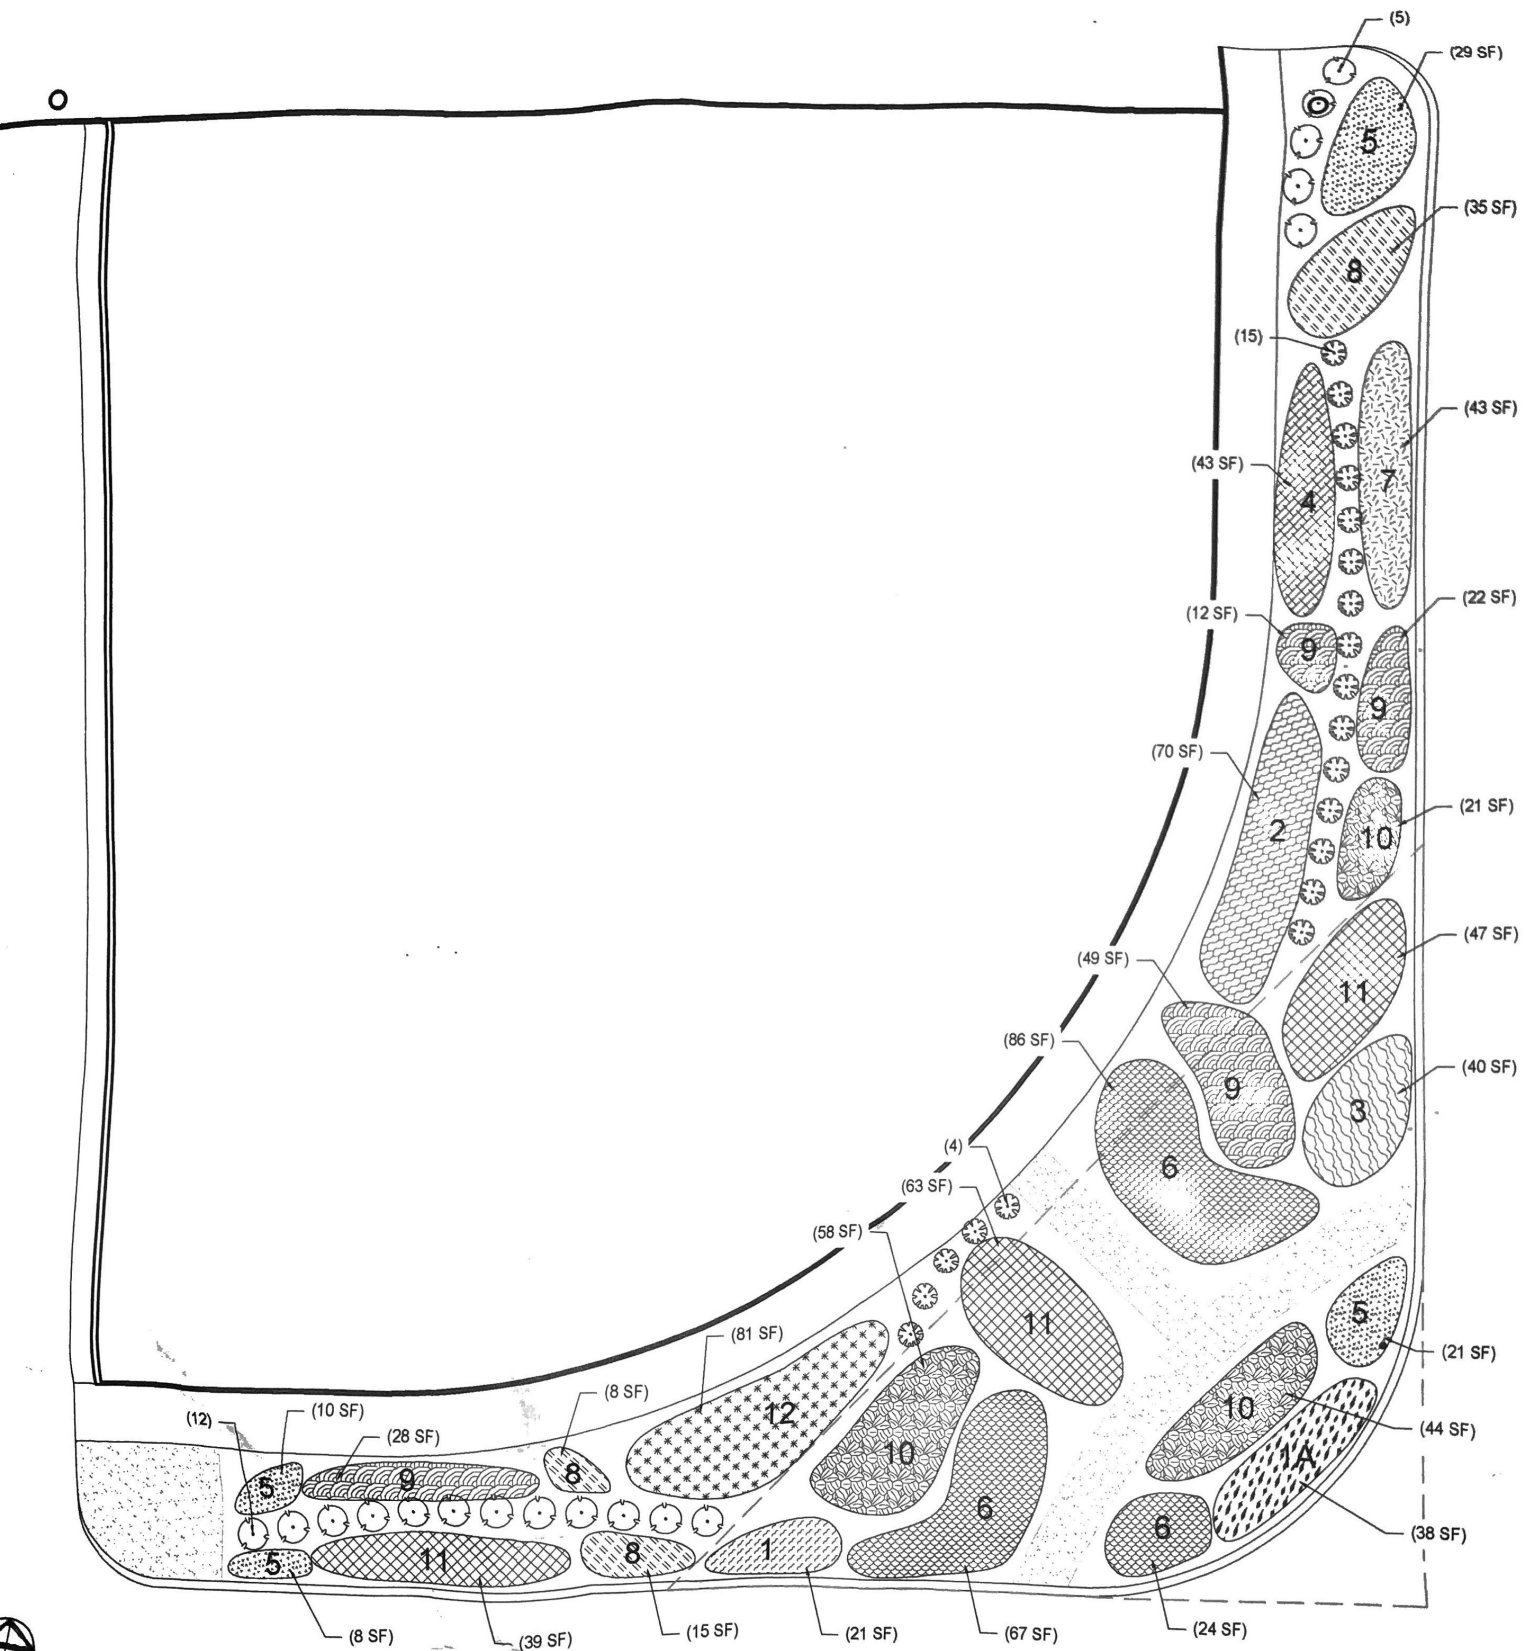 (5)
(29 SF)
5
(35 SF)
8
(15)
(43 SF)
(43 SF)
7
4
(22 SF)
(12 SF)
9
9
(70 SF)
(21 SF)
2
10
(47 SF)
(49 SF)
11
(86 SF)
(40 SF)
9
3
(4)
6
(63 SF)
(58 SF)
5
11
(81 SF)
(21 SF)
(8 SF)
10
12
(10 SF)
(12)
(44 SF)
(28 SF)
10
1A
8
9
5
6
6
(38 SF)
1
8
11
5
(8 SF)
(39 SF)
(15 SF)
(21 SF)
(67 SF)
(24 SF)